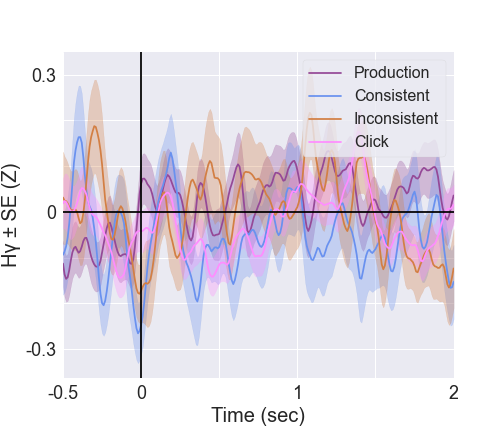 Production
Consistent
Inconsistent
Click
0.3
0
-0.3
Hγ ± SE (Z)
-0.5
0
1
2
Time (sec)